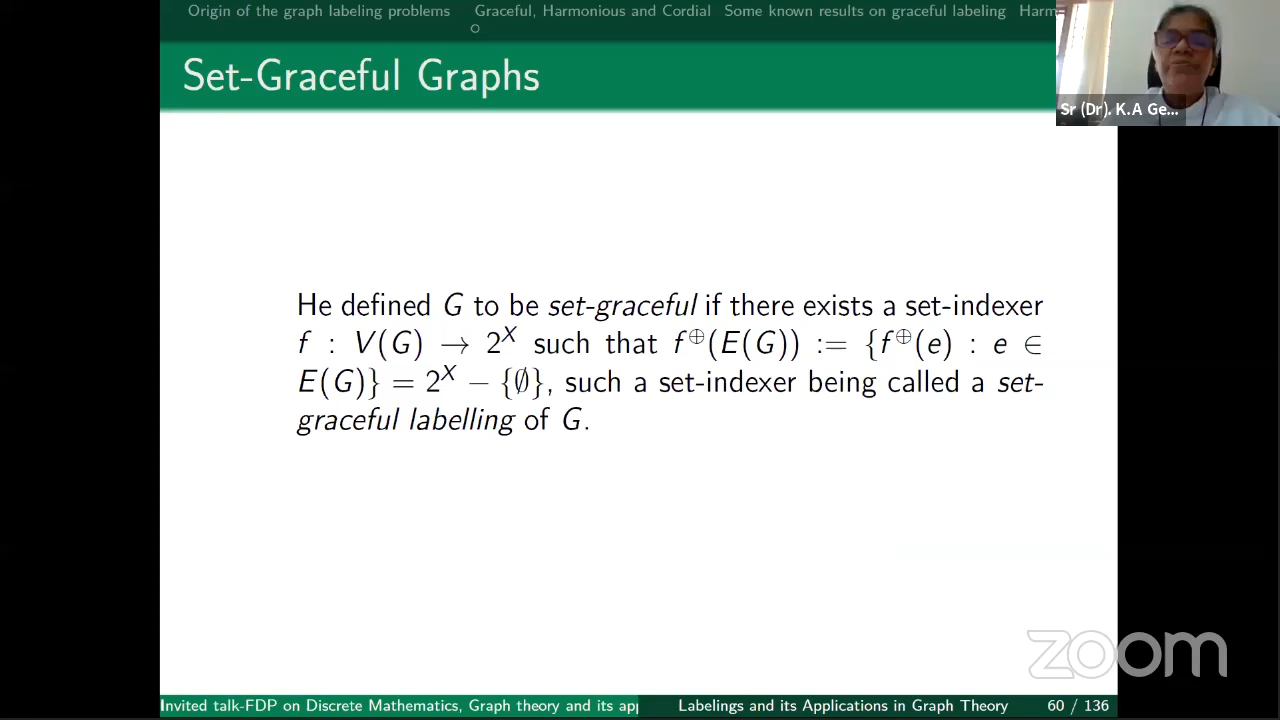 Origin of the graph labeling problems Graceful, Harmonious and Cordial Some known results on graceful labeling Harm
Set-Graceful Graphs
Sr (Dr). K.A Ge...
He defined G to be set-graceful if there exists a set-indexer
f : V(G) → 2^X such that f^⊕(E(G)) := {f^⊕(e) : e ∈
E(G)} = 2^X − {∅}, such a set-indexer being called a set-
graceful labelling of G.
zoom
Invited talk-FDP on Discrete Mathematics, Graph theory and its app Labelings and its Applications in Graph Theory 60 / 136